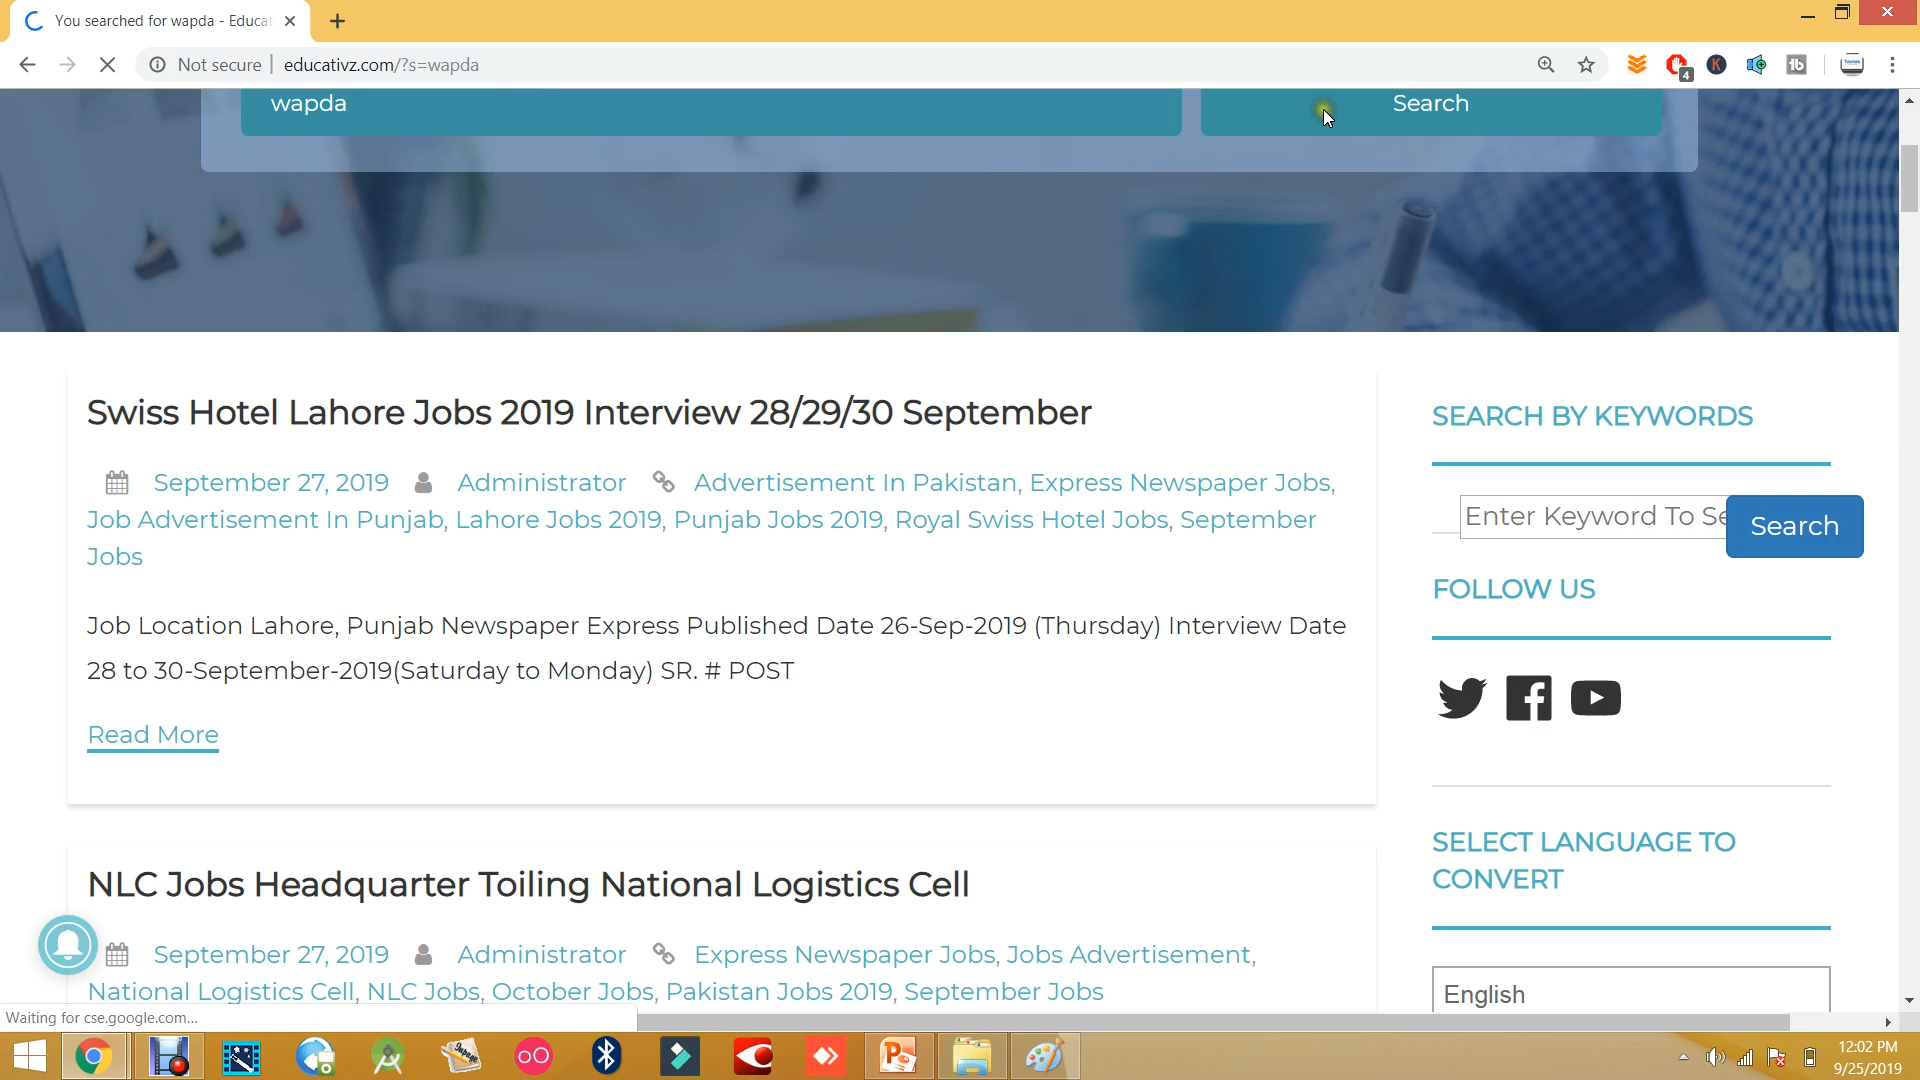 You searched for wapda - Educat
Not secure
educativz.com/?s=wapda
4
K
wapda
Search
Swiss Hotel Lahore Jobs 2019 Interview 28/29/30 September
September 27, 2019 Administrator Advertisement In Pakistan, Express Newspaper Jobs,
Job Advertisement In Punjab, Lahore Jobs 2019, Punjab Jobs 2019, Royal Swiss Hotel Jobs, September
Jobs
Job Location Lahore, Punjab Newspaper Express Published Date 26-Sep-2019 (Thursday) Interview Date
28 to 30-September-2019(Saturday to Monday) SR. # POST
Read More
NLC Jobs Headquarter Toiling National Logistics Cell
September 27, 2019 Administrator Express Newspaper Jobs, Jobs Advertisement,
National Logistics Cell, NLC Jobs, October Jobs, Pakistan Jobs 2019, September Jobs
SEARCH BY KEYWORDS
Enter Keyword To Se
Search
FOLLOW US
SELECT LANGUAGE TO
CONVERT
English
Waiting for cse.google.com...
12:02 PM
9/25/2019